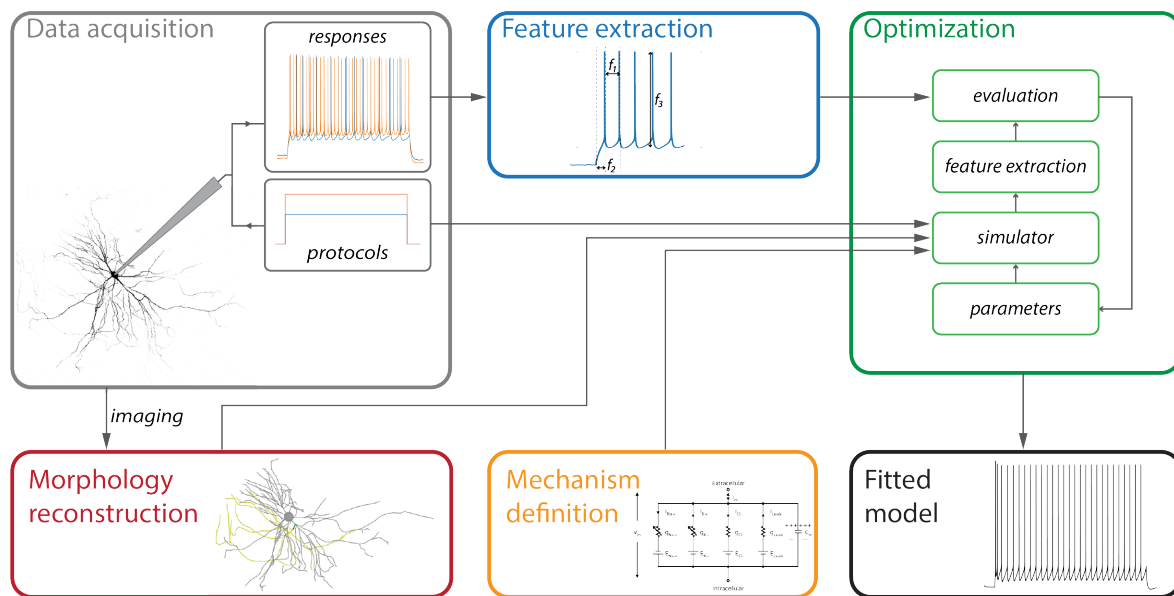 Data acquisition
responses
protocols
Feature extraction
f1
f3
f2
Optimization
evaluation
feature extraction
simulator
parameters
imaging
Morphology
reconstruction
Mechanism
definition
Extracellular
Intracellular
Fitted
model